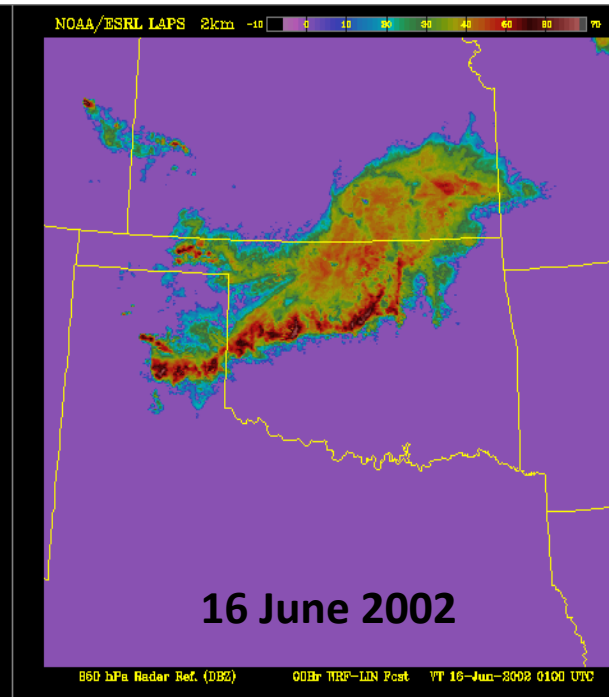 NOAA/ESRL LAPS 2km -10 0 10 20 30 40 50 60 70
16 June 2002
850 hPa Radar Ref. (DBZ) 00Hr WRF-LIN Fcst VT 16-Jun-2002 0100 UTC